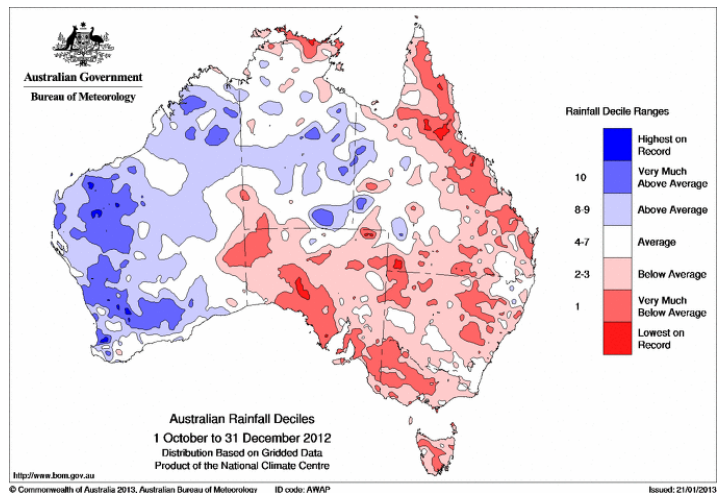 Australian Government
Bureau of Meteorology
Rainfall Decile Ranges
Highest on
Record
10
Very Much
Above Average
8-9
Above Average
4-7
Average
2-3
Below Average
1
Very Much
Below Average
Lowest on
Record
Australian Rainfall Deciles
1 October to 31 December 2012
Distribution Based on Gridded Data
Product of the National Climate Centre
http://www.bom.gov.au
© Commonwealth of Australia 2013, Australian Bureau of Meteorology
ID code: AWAP
Issued: 21/01/2013